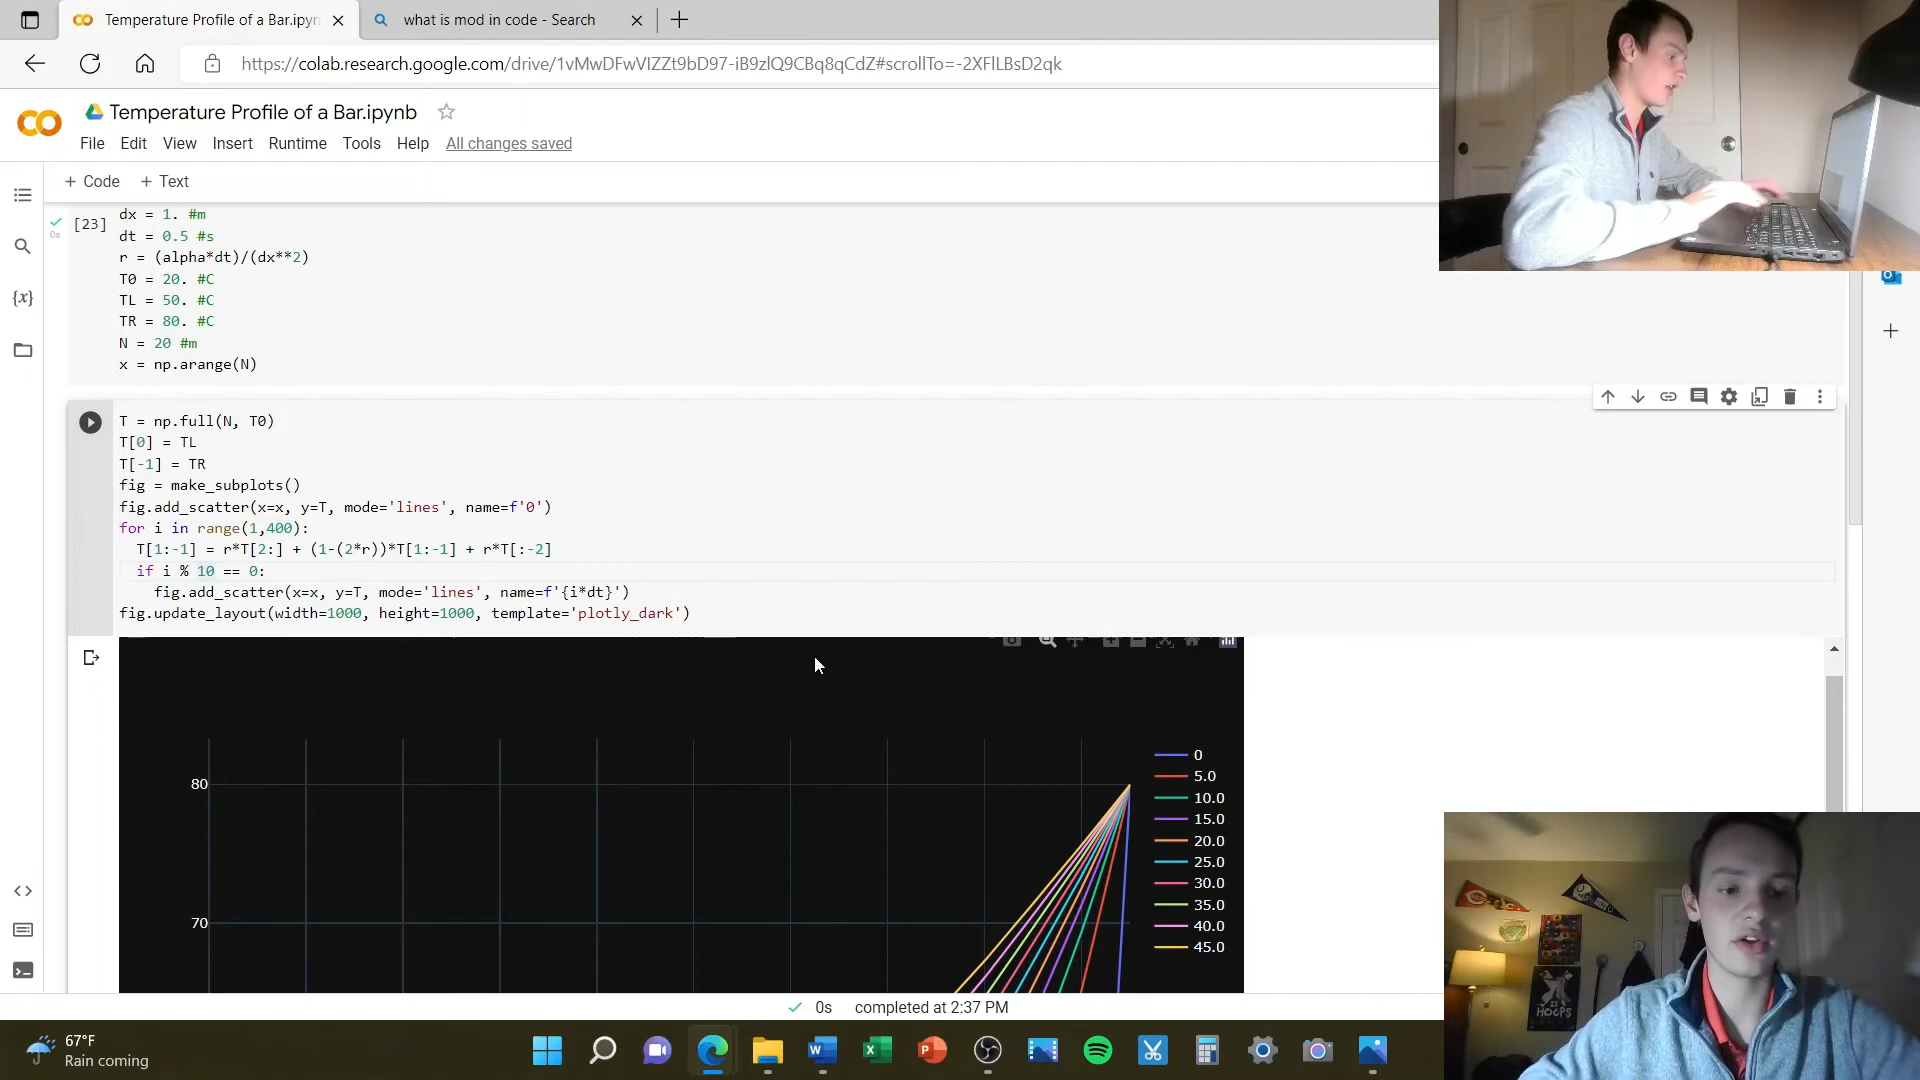 Temperature Profile of a Bar.ipyn
what is mod in code - Search
https://colab.research.google.com/drive/1vMwDFwVIZZt9bD97-iB9zlQ9CBq8qCdZ#scrollTo=-2XFlLBsD2qk
Temperature Profile of a Bar.ipynb
File Edit View Insert Runtime Tools Help All changes saved
+ Code + Text
[23]
0s
dx = 1. #m
dt = 0.5 #s
r = (alpha*dt)/(dx**2)
T0 = 20. #C
TL = 50. #C
TR = 80. #C
N = 20 #m
x = np.arange(N)
T = np.full(N, T0)
T[0] = TL
T[-1] = TR
fig = make_subplots()
fig.add_scatter(x=x, y=T, mode='lines', name=f'0')
for i in range(1,400):
T[1:-1] = r*T[2:] + (1-(2*r))*T[1:-1] + r*T[:-2]
if i % 10 == 0:
fig.add_scatter(x=x, y=T, mode='lines', name=f'{i*dt}')
fig.update_layout(width=1000, height=1000, template='plotly_dark')
80
70
0
5.0
10.0
15.0
20.0
25.0
30.0
35.0
40.0
45.0
0s completed at 2:37 PM
HOOPS
67°F
Rain coming